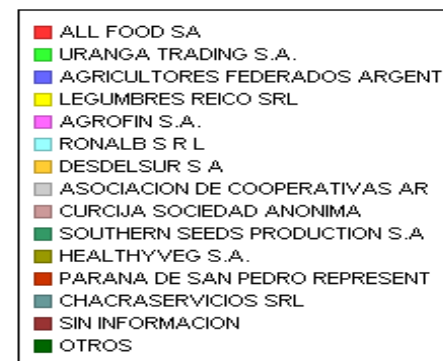 ALL FOOD SA
URANGA TRADING S.A.
AGRICULTORES FEDERADOS ARGENT
LEGUMBRES REICO SRL
AGROFIN S.A.
RONALB S R L
DESDELSUR S A
ASOCIACION DE COOPERATIVAS AR
CURCIJA SOCIEDAD ANONIMA
SOUTHERN SEEDS PRODUCTION S.A
HEALTHYVEG S.A.
PARANA DE SAN PEDRO REPRESENT
CHACRASERVICIOS SRL
SIN INFORMACION
OTROS